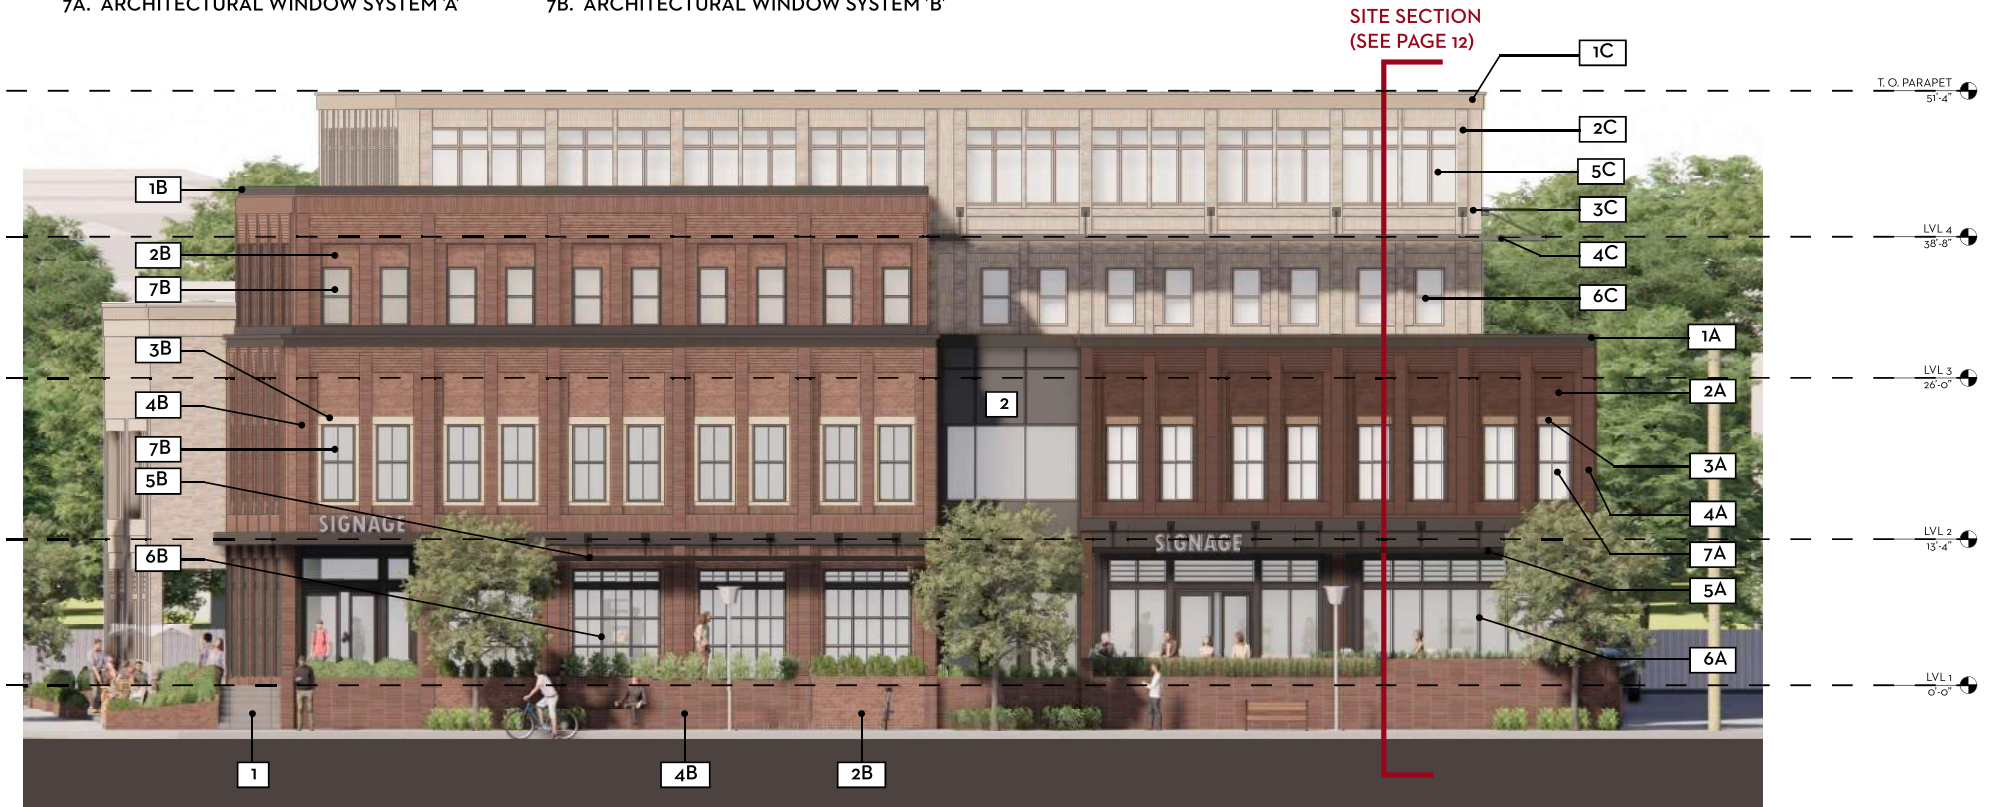 7A. ARCHITECTURAL WINDOW SYSTEM 'A'
7B. ARCHITECTURAL WINDOW SYSTEM 'B'
SITE SECTION
(SEE PAGE 12)
1C
T. O. PARAPET
51'-4"
2C
5C
1B
3C
LVL 4
38'-8"
2B
4C
7B
6C
1A
3B
LVL 3
26'-0"
2A
4B
2
7B
3A
5B
4A
SIGNAGE
SIGNAGE
LVL 2
13'-4"
6B
7A
5A
6A
LVL 1
0'-0"
1
4B
2B